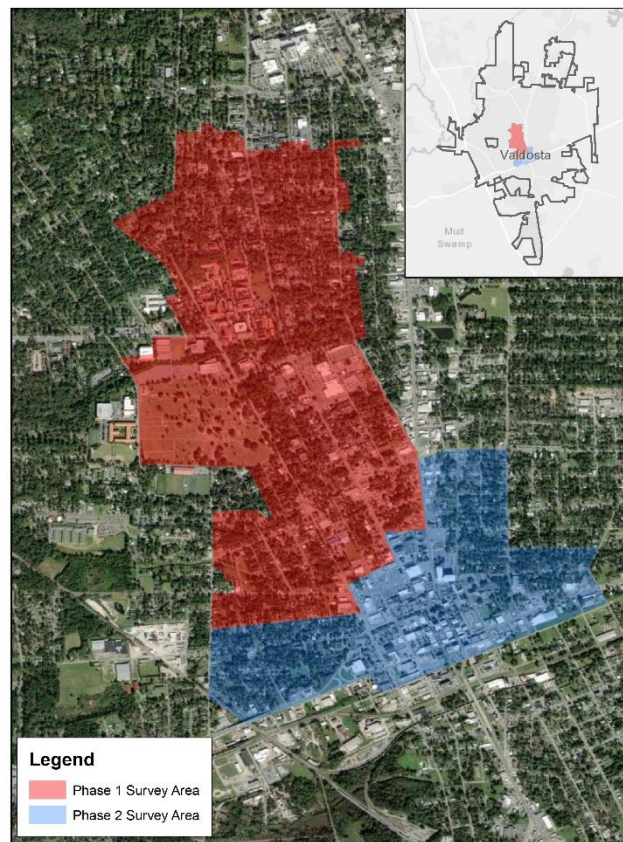 Valdosta
Mud
Swamp
Legend
Phase 1 Survey Area
Phase 2 Survey Area